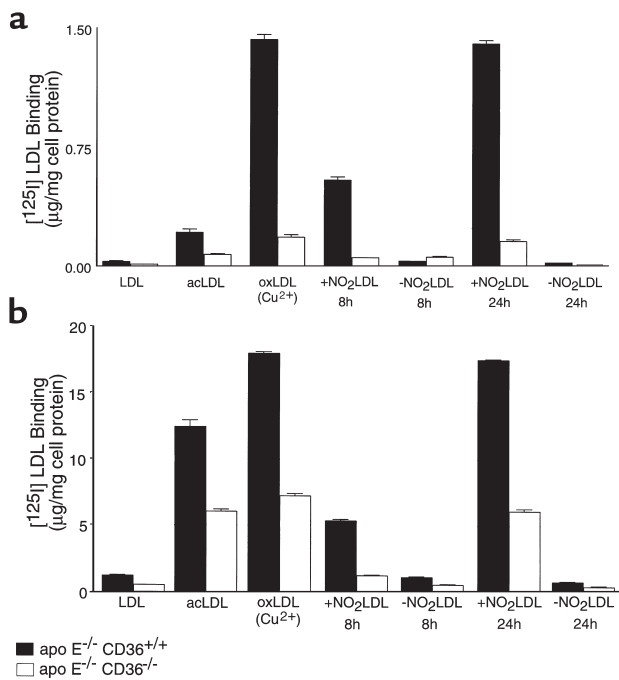 a
1.50
0.75
0.00
[125I] LDL Binding
(µg/mg cell protein)
LDL acLDL oxLDL +NO2LDL -NO2LDL +NO2LDL -NO2LDL
(Cu2+) 8h 8h 24h 24h
b
20
15
10
5
0
[125I] LDL Binding
(µg/mg cell protein)
LDL acLDL oxLDL +NO2LDL -NO2LDL +NO2LDL -NO2LDL
(Cu2+) 8h 8h 24h 24h
apo E-/- CD36+/+
apo E-/- CD36-/-